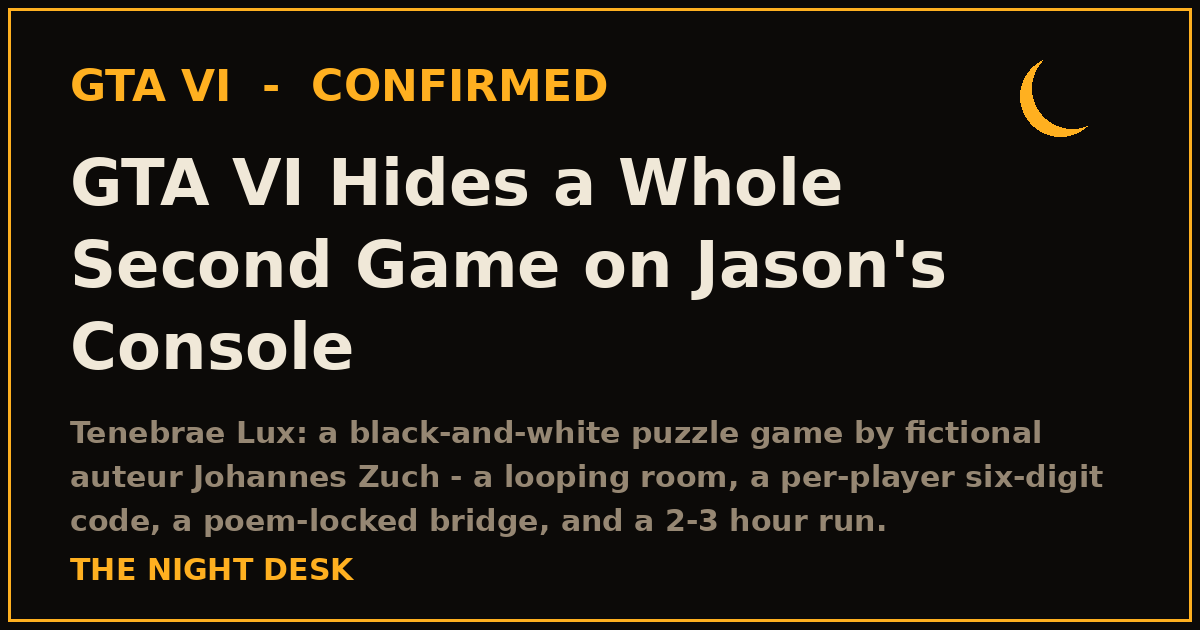 GTA VI - CONFIRMED
GTA VI Hides a Whole
Second Game on Jason's
Console
Tenebrae Lux: a black-and-white puzzle game by fictional
auteur Johannes Zuch - a looping room, a per-player six-digit
code, a poem-locked bridge, and a 2-3 hour run.
THE NIGHT DESK